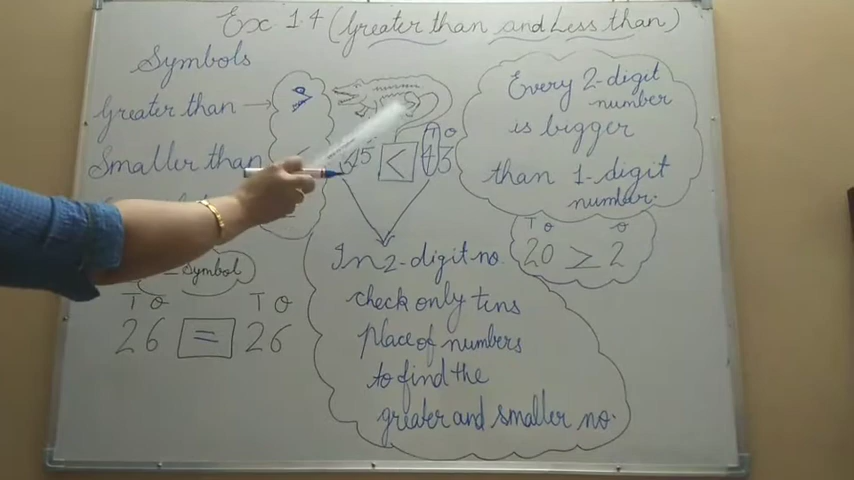 Ex 1.4 (Greater than and Less than)
Symbols
Greater than →
Smaller than
= Symbol
T O T O
26 = 26
T O
15 < 43
In 2-digit no.
check only tens
place of numbers
to find the
greater and smaller no.
Every 2-digit
number
is bigger
than 1-digit
number.
T O O
20 > 2